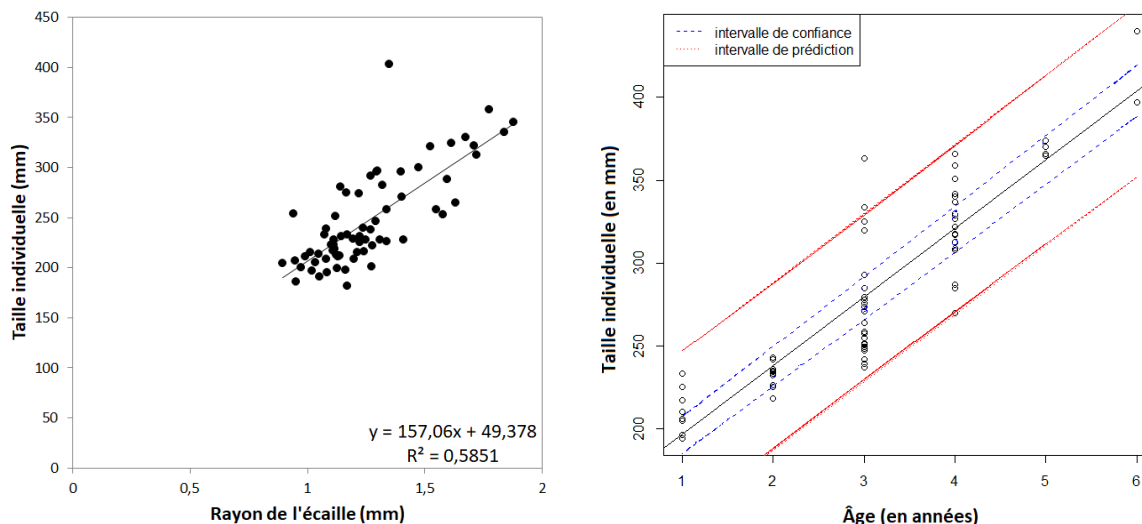 450
400
350
300
250
200
150
100
50
0
Taille individuelle (mm)
y = 157,06x + 49,378
R² = 0,5851
0 0,5 1 1,5 2
Rayon de l'écaille (mm)
intervalle de confiance
intervalle de prédiction
400
350
300
250
200
Taille individuelle (en mm)
1 2 3 4 5 6
Âge (en années)